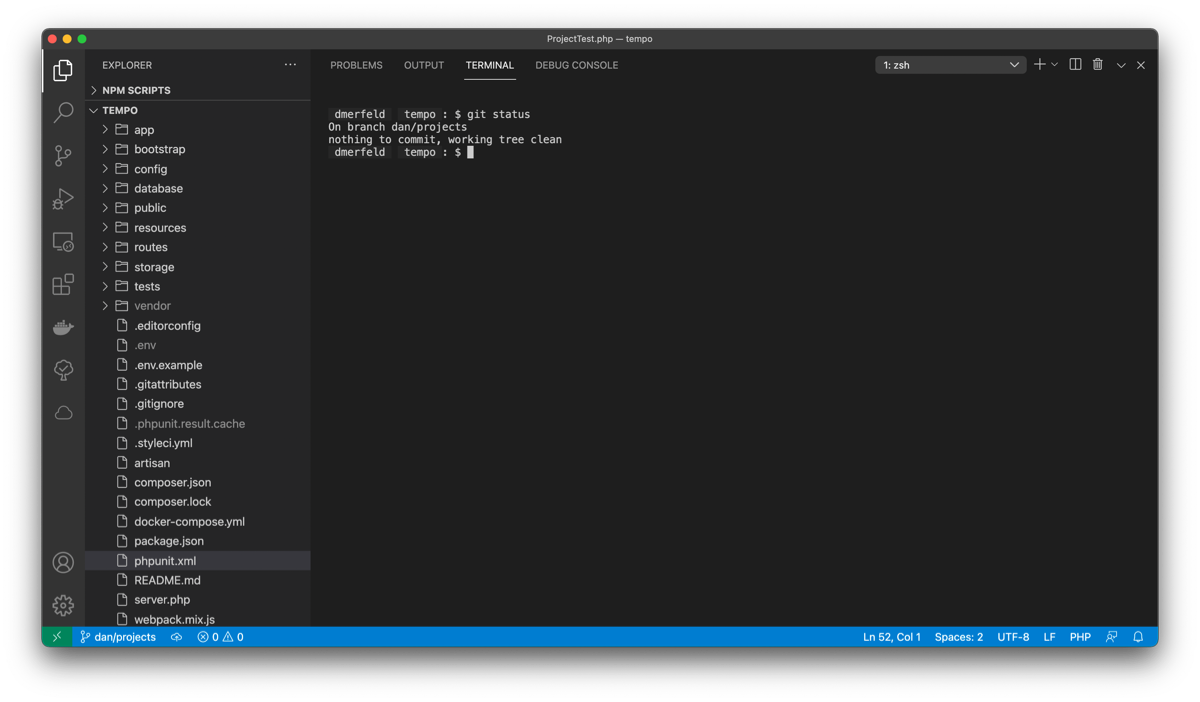 ProjectTest.php — tempo
EXPLORER
NPM SCRIPTS
TEMPO
app
bootstrap
config
database
public
resources
routes
storage
tests
vendor
.editorconfig
.env
.env.example
.gitattributes
.gitignore
.phpunit.result.cache
.styleci.yml
artisan
composer.json
composer.lock
docker-compose.yml
package.json
phpunit.xml
README.md
server.php
webpack.mix.js
PROBLEMS OUTPUT TERMINAL DEBUG CONSOLE 1: zsh
dmerfeld tempo : $ git status
On branch dan/projects
nothing to commit, working tree clean
dmerfeld tempo : $
dan/projects 0 0 Ln 52, Col 1 Spaces: 2 UTF-8 LF PHP